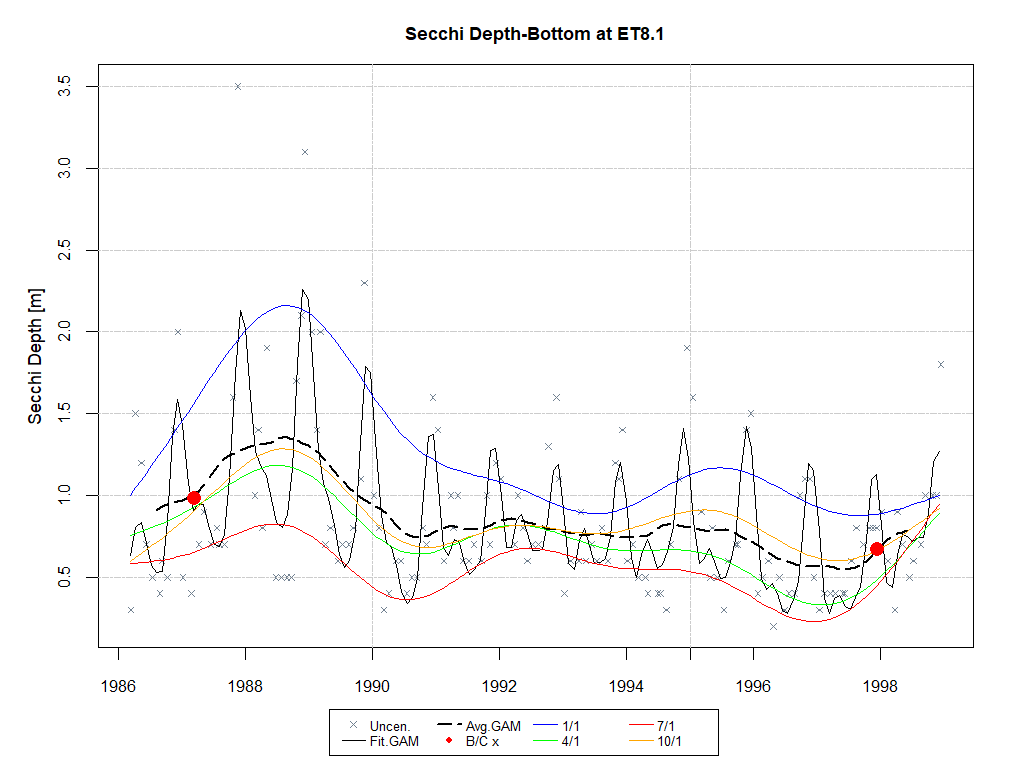 Secchi Depth-Bottom at ET8.1
Secchi Depth [m]
3.5
3.0
2.5
2.0
1.5
1.0
0.5
1986 1988 1990 1992 1994 1996 1998
Uncen. Avg.GAM 1/1 7/1
Fit.GAM B/C x 4/1 10/1